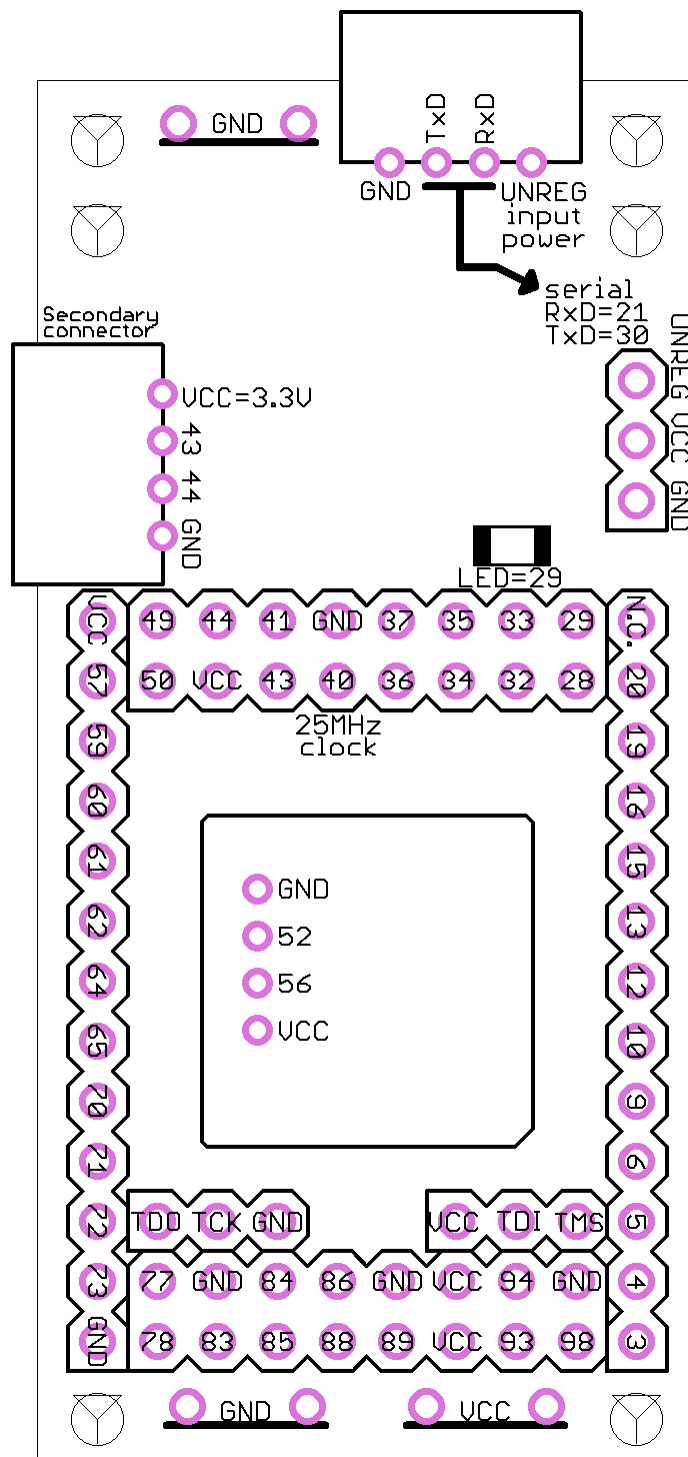 TxD
RxD
GND
GND
UNREG
input
power
serial
RxD=21
TxD=30
Secondary
connector
VCC=3.3V
43
44
GND
UNREG VCC GND
LED=29
VCC 49 44 41 GND 37 35 33 29 N.C.
57 50 VCC 43 40 36 34 32 28 20
25MHz
clock
59 19
60 16
61 15
62 13
64 12
65 10
70 9
71 6
GND
52
56
VCC
72 TDO TCK GND VCC TDI TMS 5
73 77 GND 84 86 GND VCC 94 GND 4
GND 78 83 85 88 89 VCC 93 98 3
GND VCC